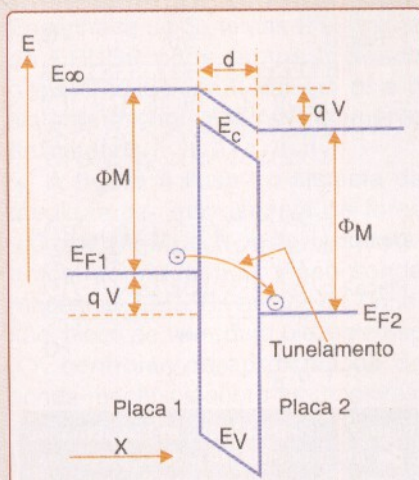 E
d
E∞
q V
Ec
ΦM
ΦM
EF1
q V
EF2
Tunelamento
Placa 1
Placa 2
X
EV